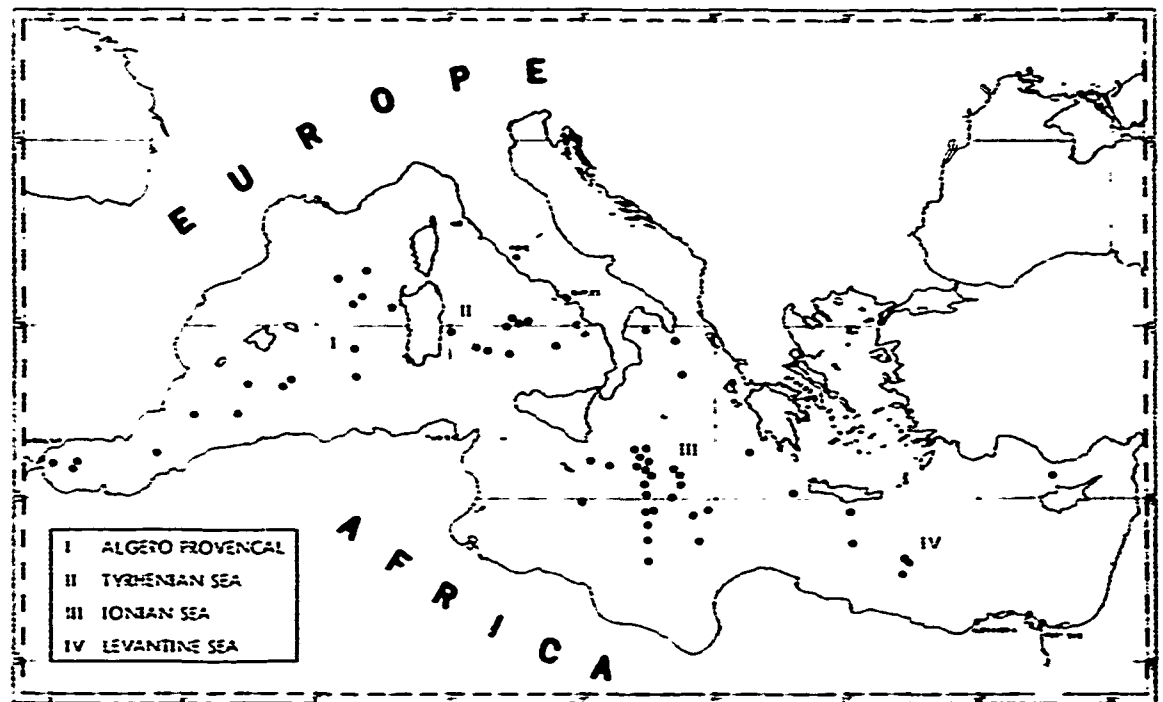 EUROPE
II
I
III
IV
AFRICA
I ALGERO PROVENCAL
II TYRHENIAN SEA
III IONIAN SEA
IV LEVANTINE SEA